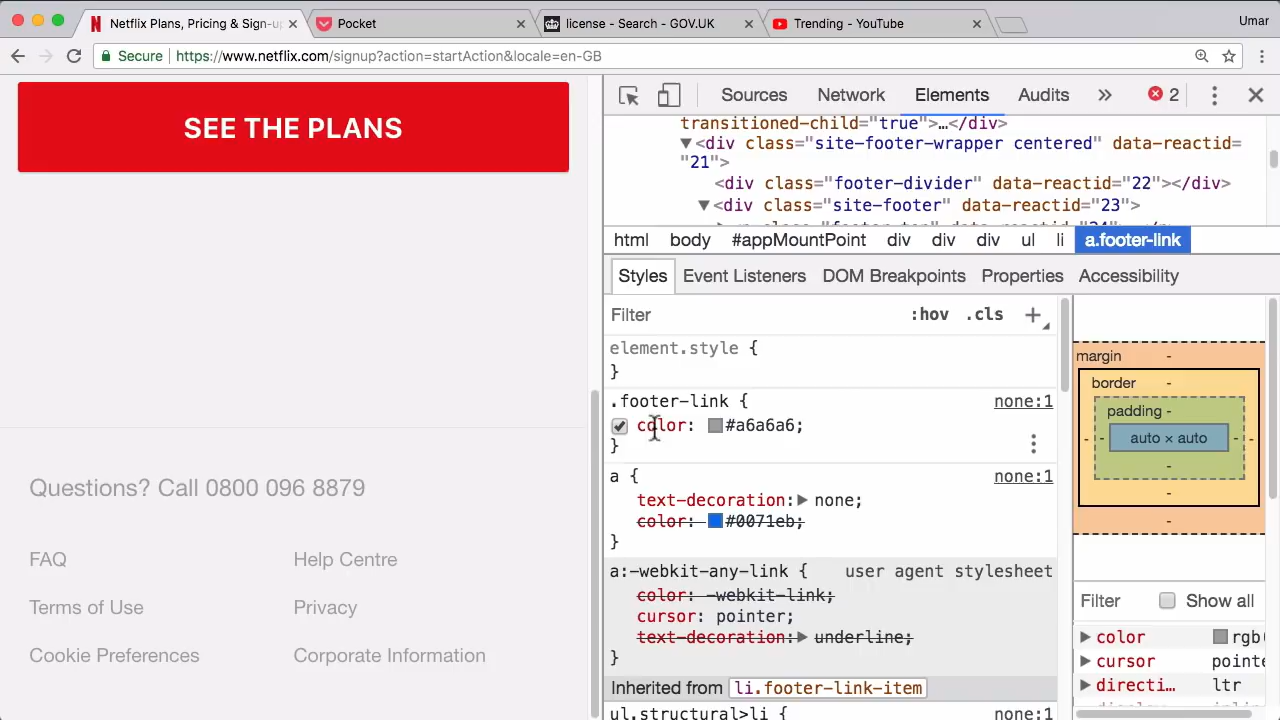 Netflix Plans, Pricing & Sign-u
Pocket
license - Search - GOV.UK
Trending - YouTube
Umar
Secure
https://www.netflix.com/signup?action=startAction&locale=en-GB
SEE THE PLANS
Questions? Call 0800 096 8879
FAQ
Help Centre
Terms of Use
Privacy
Cookie Preferences
Corporate Information
Sources
Network
Elements
Audits
»
2
transitioned-child="true">…</div>
▼<div class="site-footer-wrapper centered" data-reactid=
"21">
<div class="footer-divider" data-reactid="22"></div>
▼<div class="site-footer" data-reactid="23">
html
body
#appMountPoint
div
div
div
ul
li
a.footer-link
Styles
Event Listeners
DOM Breakpoints
Properties
Accessibility
Filter
:hov
.cls
+
element.style {
}
.footer-link {
none:1
color: #a6a6a6;
}
a {
none:1
text-decoration:▶ none;
color: #0071eb;
}
a:-webkit-any-link {
user agent stylesheet
color: -webkit-link;
cursor: pointer;
text-decoration:▶ underline;
}
Inherited from li.footer-link-item
ul.structural>li {
none:1
margin
-
border
-
padding -
auto × auto
-
-
-
-
-
-
-
-
Filter
Show all
▶ color
rgb(
▶ cursor
pointe
▶ directi…
ltr